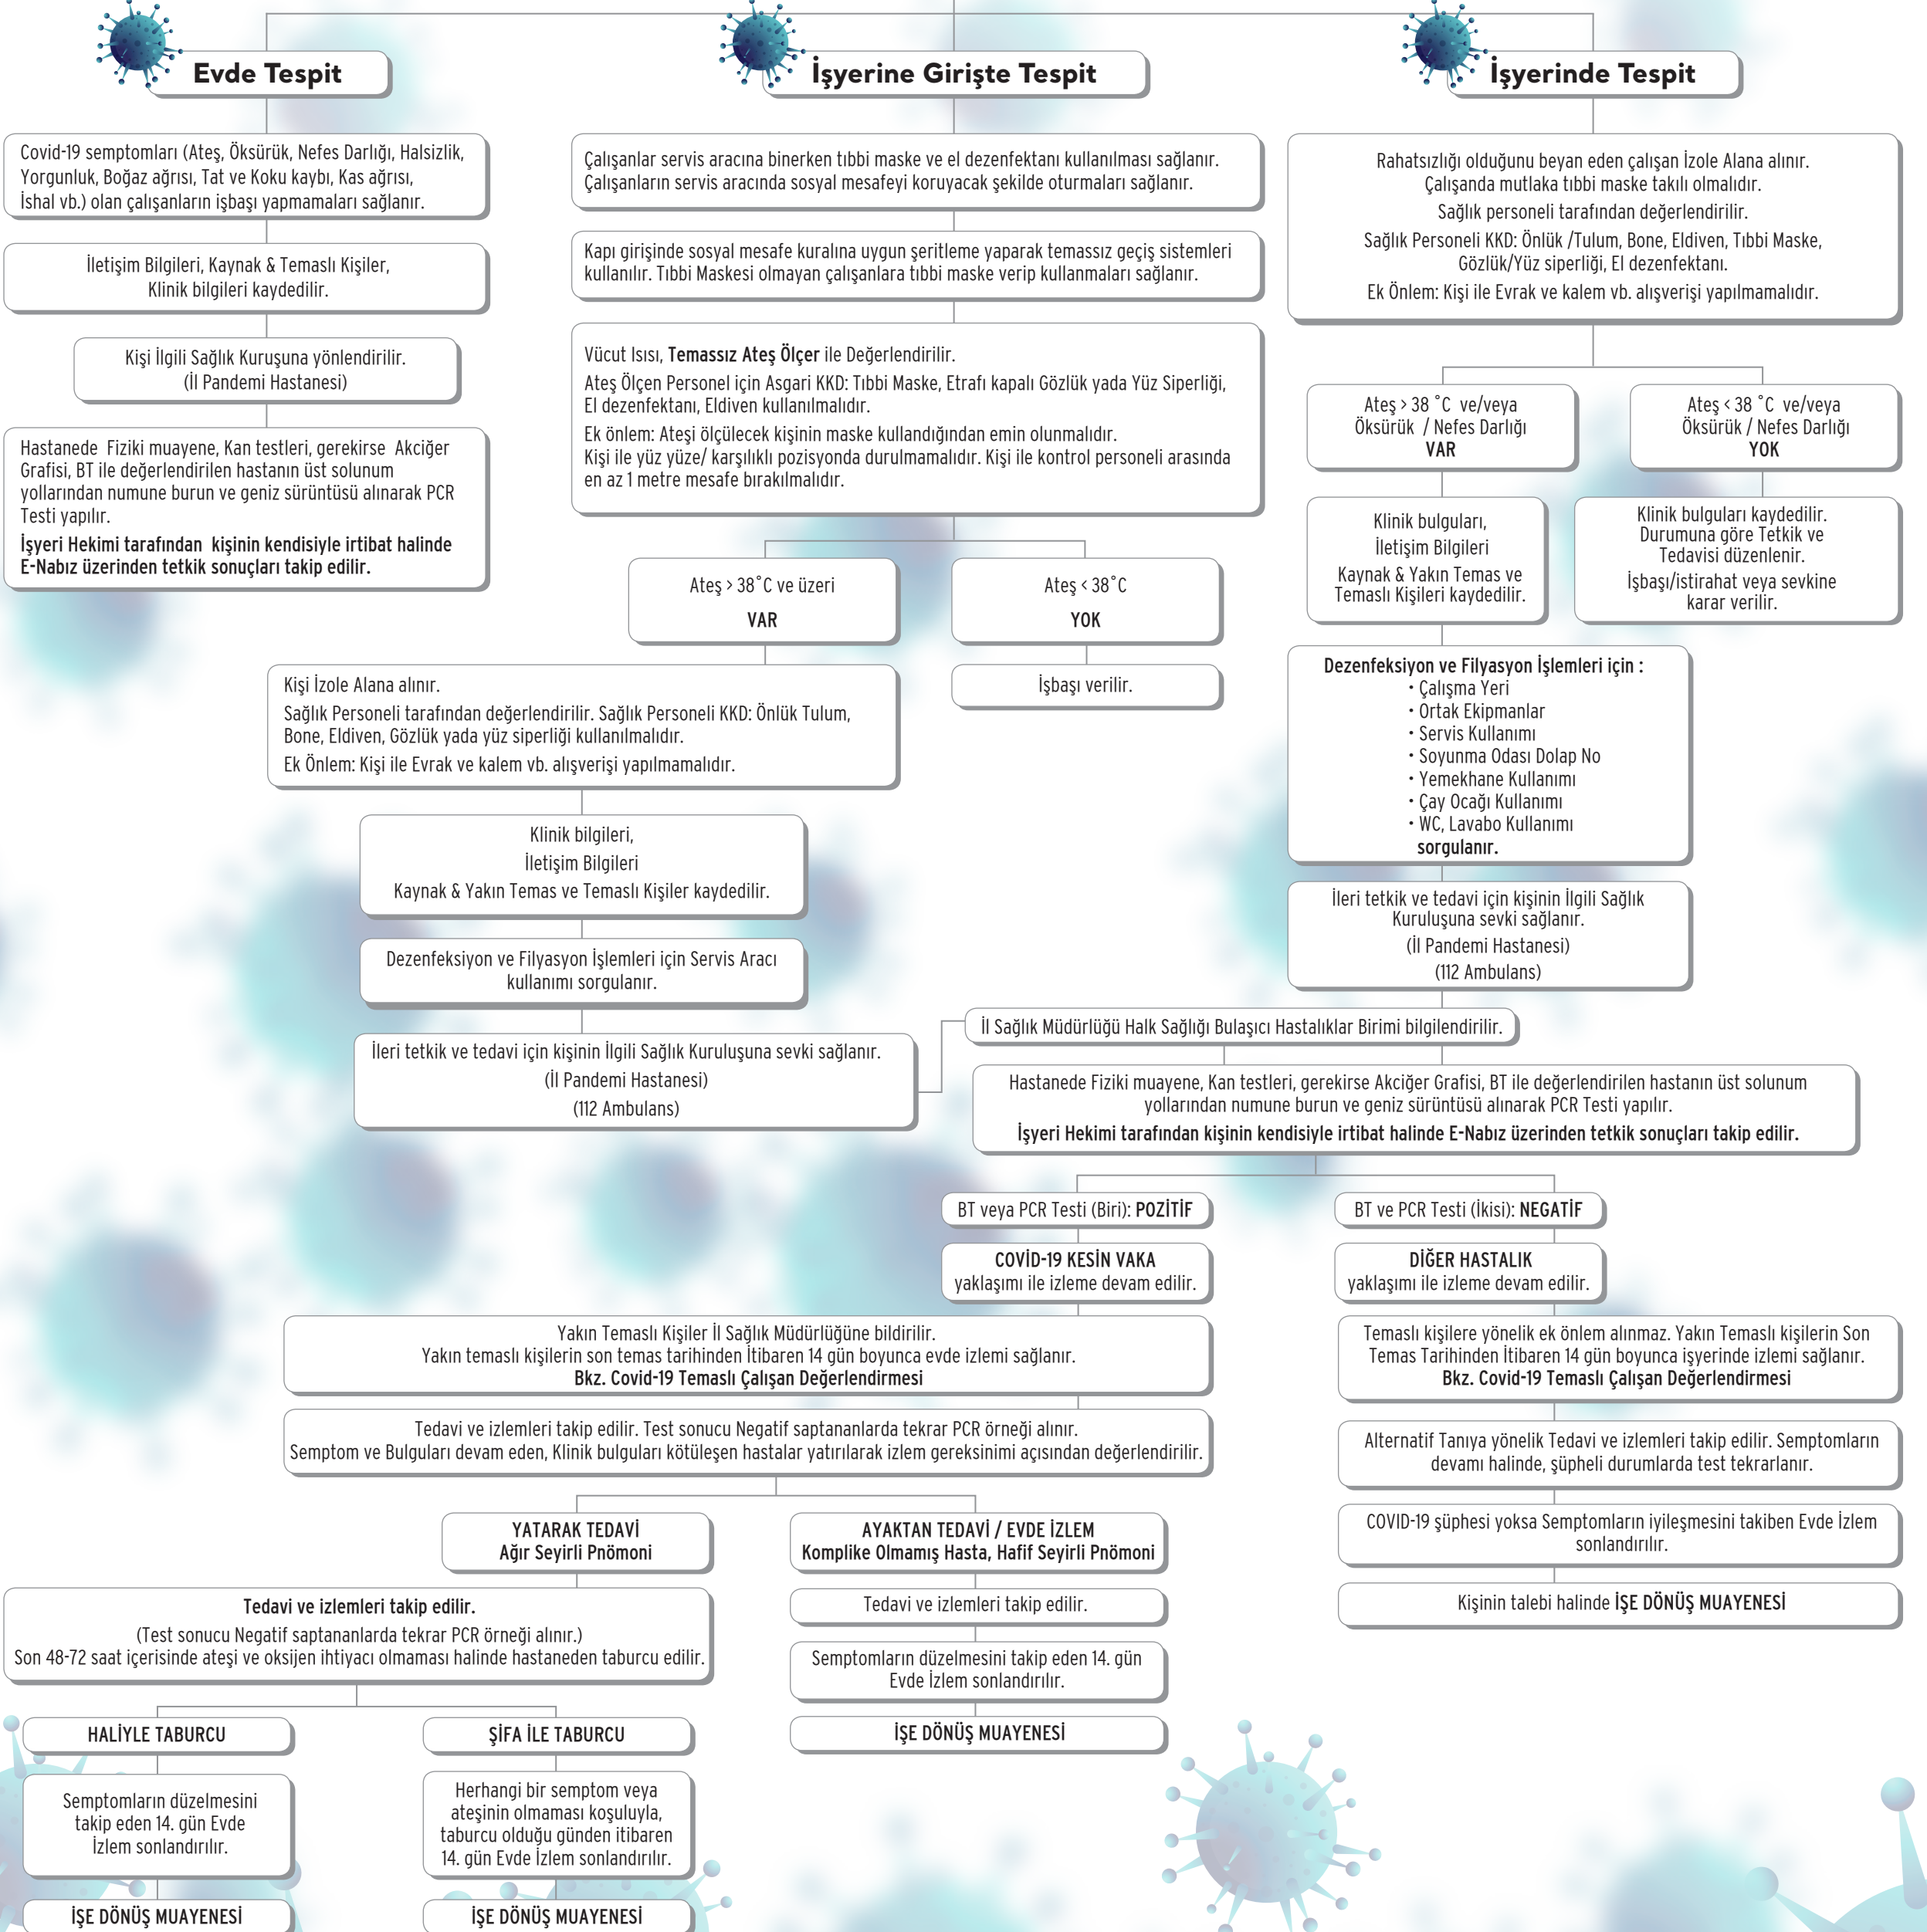 Evde Tespit
Covid-19 semptomları (Ateş, Öksürük, Nefes Darlığı, Halsizlik,
Yorgunluk, Boğaz ağrısı, Tat ve Koku kaybı, Kas ağrısı,
İshal vb.) olan çalışanların işbaşı yapmamaları sağlanır.
İletişim Bilgileri, Kaynak & Temaslı Kişiler,
Klinik bilgileri kaydedilir.
Kişi İlgili Sağlık Kuruşuna yönlendirilir.
(İl Pandemi Hastanesi)
Hastanede Fiziki muayene, Kan testleri, gerekirse Akciğer
Grafisi, BT ile değerlendirilen hastanın üst solunum
yollarından numune burun ve geniz sürüntüsü alınarak PCR
Testi yapılır.
İşyeri Hekimi tarafından kişinin kendisiyle irtibat halinde
E-Nabız üzerinden tetkik sonuçları takip edilir.
İşyerine Girişte Tespit
Çalışanlar servis aracına binerken tıbbi maske ve el dezenfektanı kullanılması sağlanır.
Çalışanların servis aracında sosyal mesafeyi koruyacak şekilde oturmaları sağlanır.
Kapı girişinde sosyal mesafe kuralına uygun şeritleme yaparak temassız geçiş sistemleri
kullanılır. Tıbbi Maskesi olmayan çalışanlara tıbbi maske verip kullanmaları sağlanır.
Vücut Isısı, Temassız Ateş Ölçer ile Değerlendirilir.
Ateş Ölçen Personel için Asgari KKD: Tıbbi Maske, Etrafı kapalı Gözlük yada Yüz Siperliği,
El dezenfektanı, Eldiven kullanılmalıdır.
Ek önlem: Ateşi ölçülecek kişinin maske kullandığından emin olunmalıdır.
Kişi ile yüz yüze/ karşılıklı pozisyonda durulmamalıdır. Kişi ile kontrol personeli arasında
en az 1 metre mesafe bırakılmalıdır.
Ateş > 38˚C ve üzeri
VAR
Ateş < 38˚C
YOK
İşbaşı verilir.
Kişi İzole Alana alınır.
Sağlık Personeli tarafından değerlendirilir. Sağlık Personeli KKD: Önlük Tulum,
Bone, Eldiven, Gözlük yada yüz siperliği kullanılmalıdır.
Ek Önlem: Kişi ile Evrak ve kalem vb. alışverişi yapılmamalıdır.
Klinik bilgileri,
İletişim Bilgileri
Kaynak & Yakın Temas ve Temaslı Kişiler kaydedilir.
Dezenfeksiyon ve Filyasyon İşlemleri için Servis Aracı
kullanımı sorgulanır.
İleri tetkik ve tedavi için kişinin İlgili Sağlık Kuruluşuna sevki sağlanır.
(İl Pandemi Hastanesi)
(112 Ambulans)
İşyerinde Tespit
Rahatsızlığı olduğunu beyan eden çalışan İzole Alana alınır.
Çalışanda mutlaka tıbbi maske takılı olmalıdır.
Sağlık personeli tarafından değerlendirilir.
Sağlık Personeli KKD: Önlük /Tulum, Bone, Eldiven, Tıbbi Maske,
Gözlük/Yüz siperliği, El dezenfektanı.
Ek Önlem: Kişi ile Evrak ve kalem vb. alışverişi yapılmamalıdır.
Ateş > 38 ˚C ve/veya
Öksürük / Nefes Darlığı
VAR
Ateş < 38 ˚C ve/veya
Öksürük / Nefes Darlığı
YOK
Klinik bulguları,
İletişim Bilgileri
Kaynak & Yakın Temas ve
Temaslı Kişileri kaydedilir.
Klinik bulguları kaydedilir.
Durumuna göre Tetkik ve
Tedavisi düzenlenir.
İşbaşı/istirahat veya sevkine
karar verilir.
Dezenfeksiyon ve Filyasyon İşlemleri için :
• Çalışma Yeri
• Ortak Ekipmanlar
• Servis Kullanımı
• Soyunma Odası Dolap No
• Yemekhane Kullanımı
• Çay Ocağı Kullanımı
• WC, Lavabo Kullanımı
sorgulanır.
İleri tetkik ve tedavi için kişinin İlgili Sağlık
Kuruluşuna sevki sağlanır.
(İl Pandemi Hastanesi)
(112 Ambulans)
İl Sağlık Müdürlüğü Halk Sağlığı Bulaşıcı Hastalıklar Birimi bilgilendirilir.
Hastanede Fiziki muayene, Kan testleri, gerekirse Akciğer Grafisi, BT ile değerlendirilen hastanın üst solunum
yollarından numune burun ve geniz sürüntüsü alınarak PCR Testi yapılır.
İşyeri Hekimi tarafından kişinin kendisiyle irtibat halinde E-Nabız üzerinden tetkik sonuçları takip edilir.
BT veya PCR Testi (Biri): POZİTİF
COVİD-19 KESİN VAKA
yaklaşımı ile izleme devam edilir.
Yakın Temaslı Kişiler İl Sağlık Müdürlüğüne bildirilir.
Yakın temaslı kişilerin son temas tarihinden İtibaren 14 gün boyunca evde izlemi sağlanır.
Bkz. Covid-19 Temaslı Çalışan Değerlendirmesi
Tedavi ve izlemleri takip edilir. Test sonucu Negatif saptananlarda tekrar PCR örneği alınır.
Semptom ve Bulguları devam eden, Klinik bulguları kötüleşen hastalar yatırılarak izlem gereksinimi açısından değerlendirilir.
BT ve PCR Testi (İkisi): NEGATİF
DİĞER HASTALIK
yaklaşımı ile izleme devam edilir.
Temaslı kişilere yönelik ek önlem alınmaz. Yakın Temaslı kişilerin Son
Temas Tarihinden İtibaren 14 gün boyunca işyerinde izlemi sağlanır.
Bkz. Covid-19 Temaslı Çalışan Değerlendirmesi
Alternatif Tanıya yönelik Tedavi ve izlemleri takip edilir. Semptomların
devamı halinde, şüpheli durumlarda test tekrarlanır.
COVID-19 şüphesi yoksa Semptomların iyileşmesini takiben Evde İzlem
sonlandırılır.
Kişinin talebi halinde İŞE DÖNÜŞ MUAYENESİ
YATARAK TEDAVİ
Ağır Seyirli Pnömoni
Tedavi ve izlemleri takip edilir.
(Test sonucu Negatif saptananlarda tekrar PCR örneği alınır.)
Son 48-72 saat içerisinde ateşi ve oksijen ihtiyacı olmaması halinde hastaneden taburcu edilir.
AYAKTAN TEDAVİ / EVDE İZLEM
Komplike Olmamış Hasta, Hafif Seyirli Pnömoni
Tedavi ve izlemleri takip edilir.
Semptomların düzelmesini takip eden 14. gün
Evde İzlem sonlandırılır.
İŞE DÖNÜŞ MUAYENESİ
HALİYLE TABURCU
Semptomların düzelmesini
takip eden 14. gün Evde
İzlem sonlandırılır.
İŞE DÖNÜŞ MUAYENESİ
ŞİFA İLE TABURCU
Herhangi bir semptom veya
ateşinin olmaması koşuluyla,
taburcu olduğu günden itibaren
14. gün Evde İzlem sonlandırılır.
İŞE DÖNÜŞ MUAYENESİ